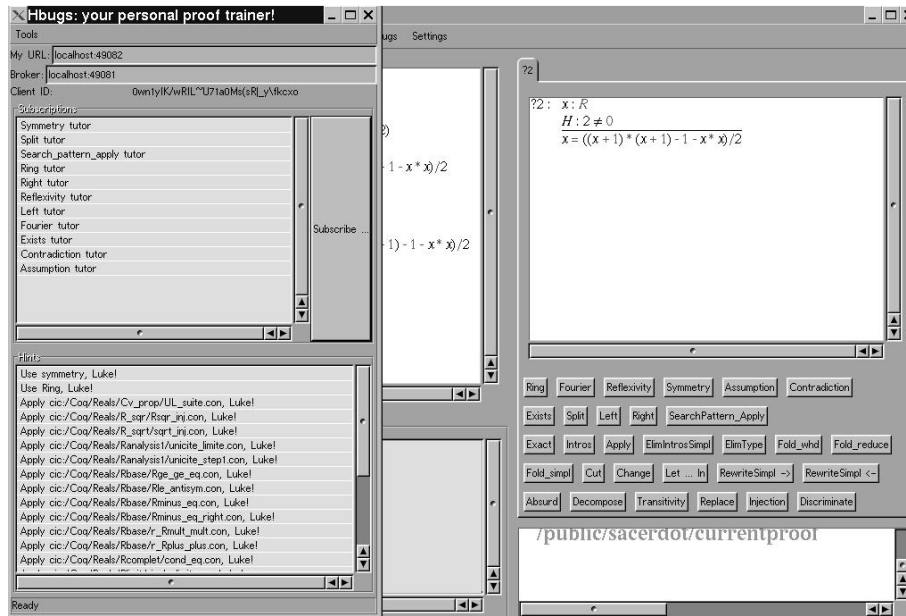 Hbugs: your personal proof trainer!
Tools
My URL: localhost:49082
Broker: localhost:49081
Client ID:
Subscriptions
Symmetry tutor
Split tutor
Search_pattern_apply tutor
Ring tutor
Right tutor
Reflexivity tutor
Left tutor
Fourier tutor
Exists tutor
Contradiction tutor
Assumption tutor
Subscribe ...
Hints
Use symmetry, Luke!
Use Ring, Luke!
Apply cic:/Coq/Reals/Cv_prop/UL_suite.con, Luke!
Apply cic:/Coq/Reals/R_sqr/Rsqr_inj.con, Luke!
Apply cic:/Coq/Reals/R_sqrt/sqrt_inj.con, Luke!
Apply cic:/Coq/Reals/Ranalysis1/unicite_limite.con, Luke!
Apply cic:/Coq/Reals/Ranalysis1/unicite_step1.con, Luke!
Apply cic:/Coq/Reals/Rbase/Rge_ge_eq.con, Luke!
Apply cic:/Coq/Reals/Rbase/Rle_antisym.con, Luke!
Apply cic:/Coq/Reals/Rbase/Rminus_eq.con, Luke!
Apply cic:/Coq/Reals/Rbase/Rminus_eq_right.con, Luke!
Apply cic:/Coq/Reals/Rbase/r_Rmult_mult.con, Luke!
Apply cic:/Coq/Reals/Rbase/r_Rplus_plus.con, Luke!
Apply cic:/Coq/Reals/Rcomplet/cond_eq.con, Luke!
Ready
ugs Settings
2)
- 1 - x * x)/2
- 1) - 1 - x * x)/2
?2
?2 : x : R
H : 2 ≠ 0
x = ((x + 1) * (x + 1) - 1 - x * x)/2
Ring Fourier Reflexivity Symmetry Assumption Contradiction
Exists Split Left Right SearchPattern_Apply
Exact Intros Apply ElimIntrosSimpl ElimType Fold_whd Fold_reduce
Fold_simpl Cut Change Let ... In RewriteSimpl -> RewriteSimpl <-
Absurd Decompose Transitivity Replace Injection Discriminate
/public/sacerdot/currentproof